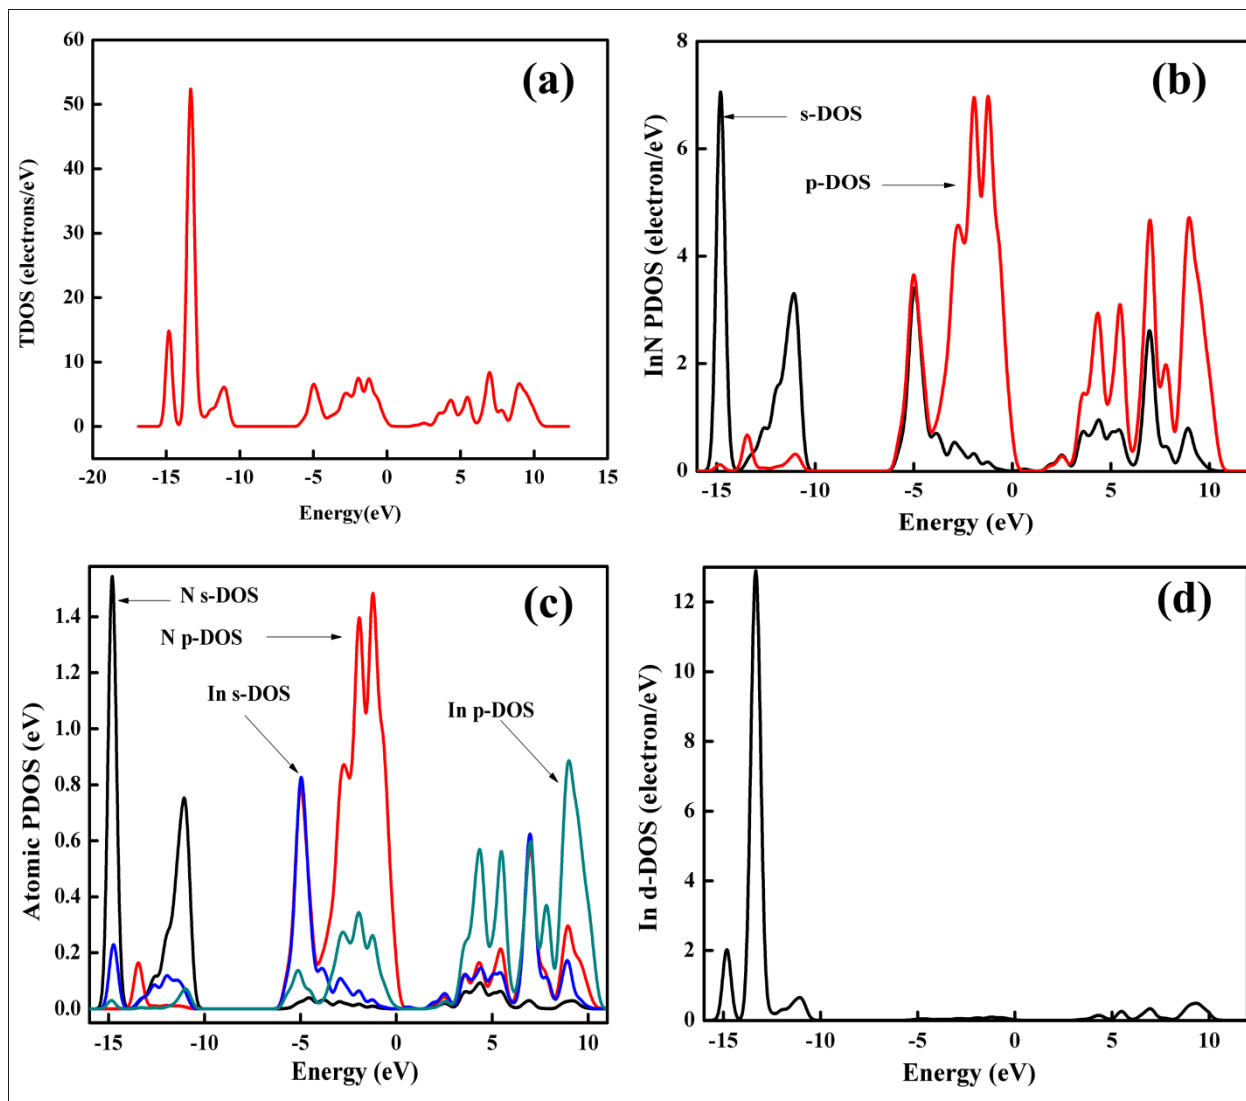 (a)
TDOS (electrons/eV)
60
50
40
30
20
10
0
-20 -15 -10 -5 0 5 10 15
Energy(eV)
(b)
InN PDOS (electron/eV)
8
6
4
2
0
s-DOS
p-DOS
-15 -10 -5 0 5 10
Energy (eV)
(c)
Atomic PDOS (eV)
1.4
1.2
1.0
0.8
0.6
0.4
0.2
0.0
N s-DOS
N p-DOS
In s-DOS
In p-DOS
-15 -10 -5 0 5 10
Energy (eV)
(d)
In d-DOS (electron/eV)
12
10
8
6
4
2
0
-15 -10 -5 0 5 10
Energy (eV)